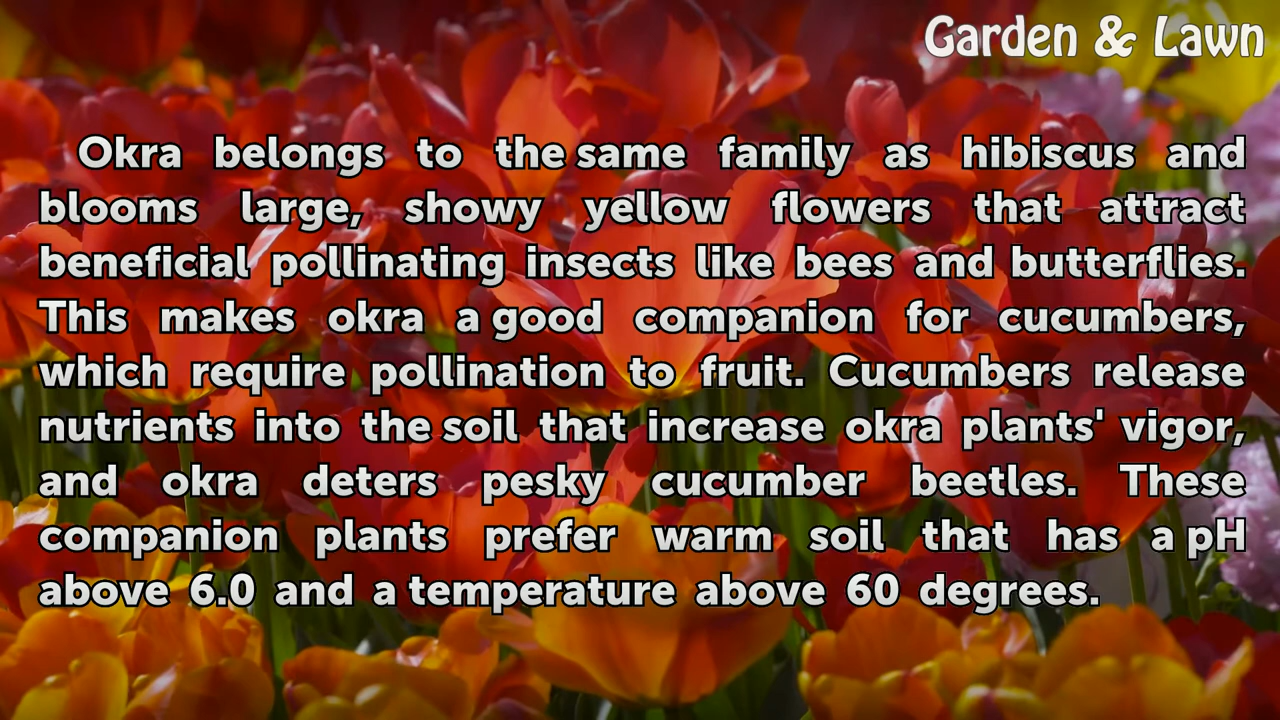 Garden & Lawn
Okra belongs to the same family as hibiscus and
blooms large, showy yellow flowers that attract
beneficial pollinating insects like bees and butterflies.
This makes okra a good companion for cucumbers,
which require pollination to fruit. Cucumbers release
nutrients into the soil that increase okra plants' vigor,
and okra deters pesky cucumber beetles. These
companion plants prefer warm soil that has a pH
above 6.0 and a temperature above 60 degrees.